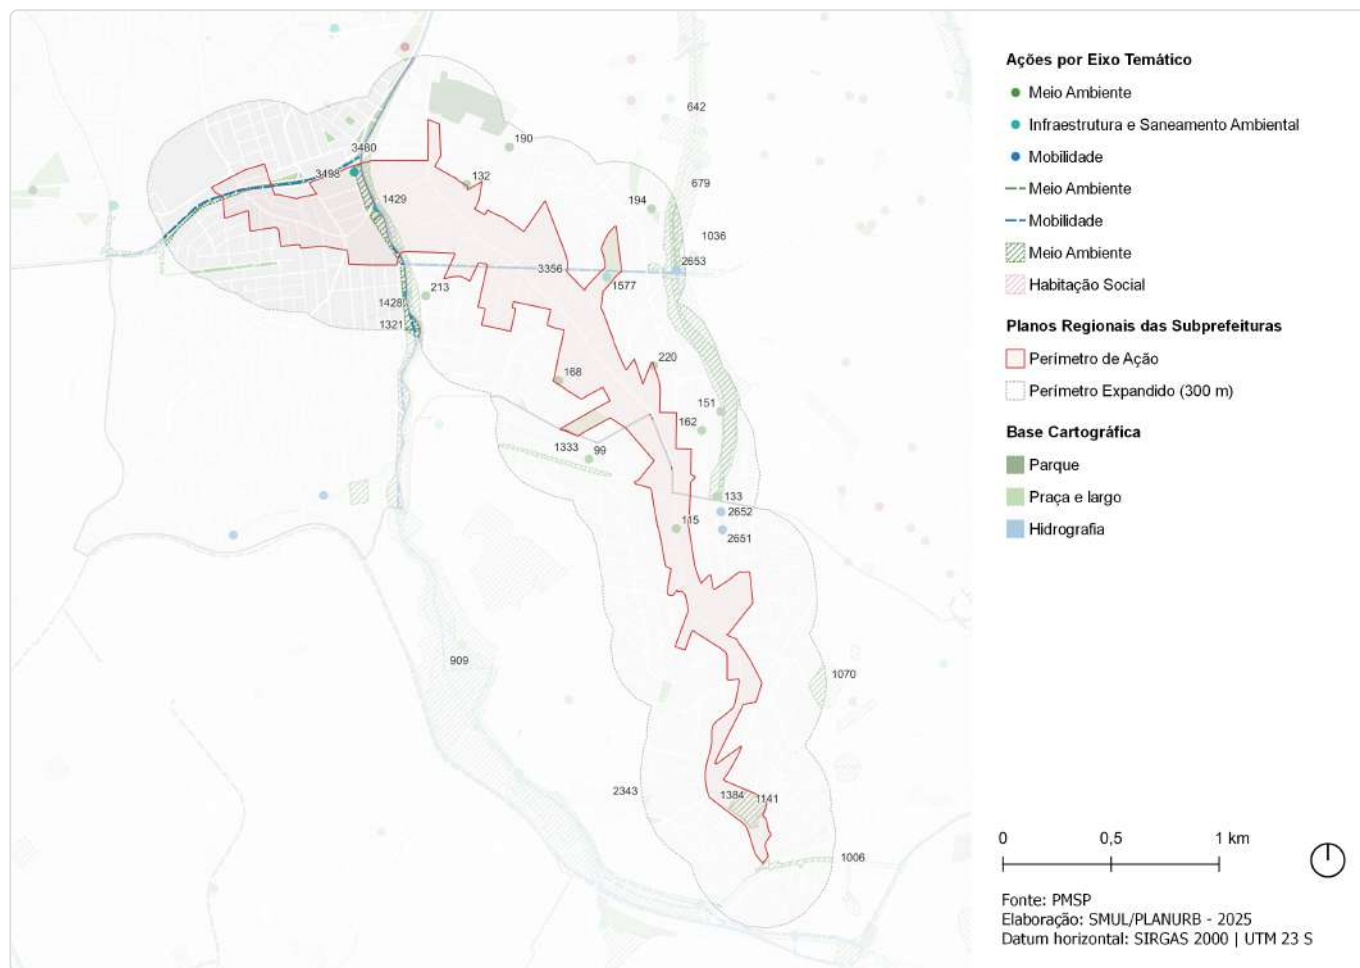 642
190
3480
3498
132
679
1429
194
1036
3356
2653
1577
213
1428
1321
220
168
151
162
1333
99
133
2652
115
2651
909
1070
2343
1384
1141
1006
Ações por Eixo Temático
Meio Ambiente
Infraestrutura e Saneamento Ambiental
Mobilidade
Meio Ambiente
Mobilidade
Meio Ambiente
Habitação Social
Planos Regionais das Subprefeituras
Perímetro de Ação
Perímetro Expandido (300 m)
Base Cartográfica
Parque
Praça e largo
Hidrografia
0 0,5 1 km
Fonte: PMSP
Elaboração: SMUL/PLANURB - 2025
Datum horizontal: SIRGAS 2000 | UTM 23 S